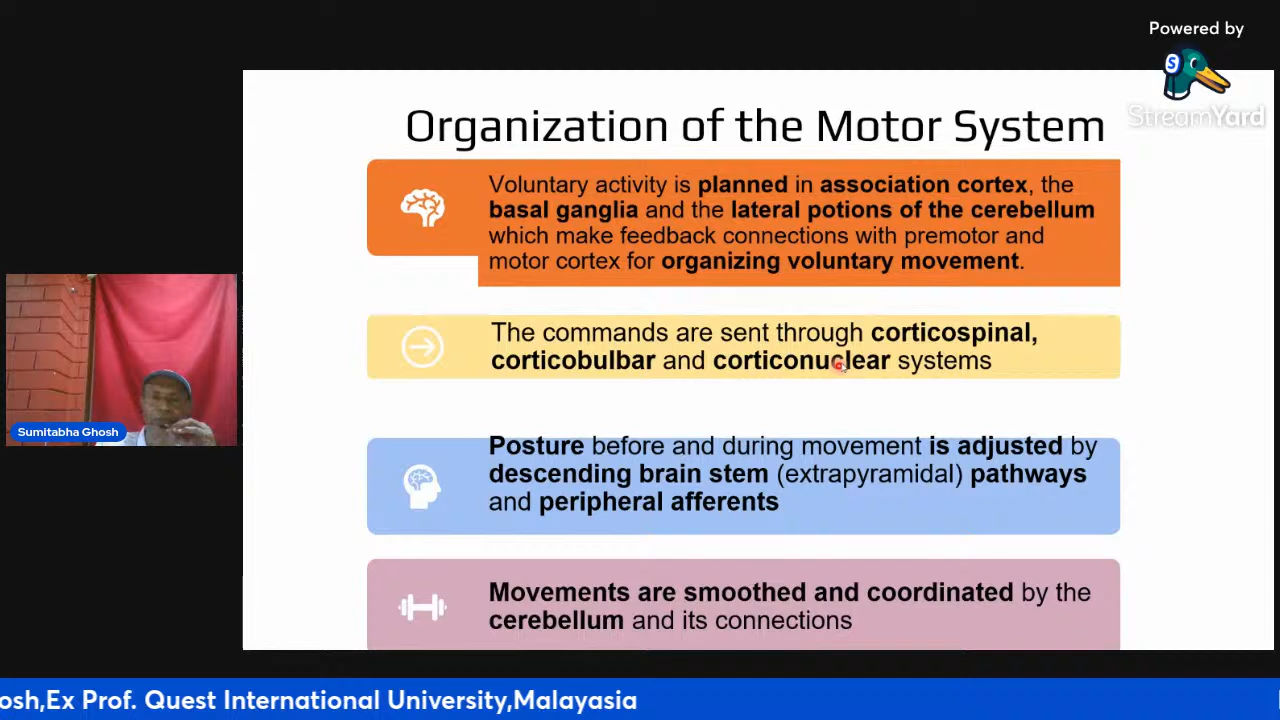 Powered by
S
StreamYard
Organization of the Motor System
Voluntary activity is planned in association cortex, the
basal ganglia and the lateral potions of the cerebellum
which make feedback connections with premotor and
motor cortex for organizing voluntary movement.
The commands are sent through corticospinal,
corticobulbar and corticonuclear systems
Posture before and during movement is adjusted by
descending brain stem (extrapyramidal) pathways
and peripheral afferents
Movements are smoothed and coordinated by the
cerebellum and its connections
Sumitabha Ghosh
osh,Ex Prof. Quest International University,Malayasia